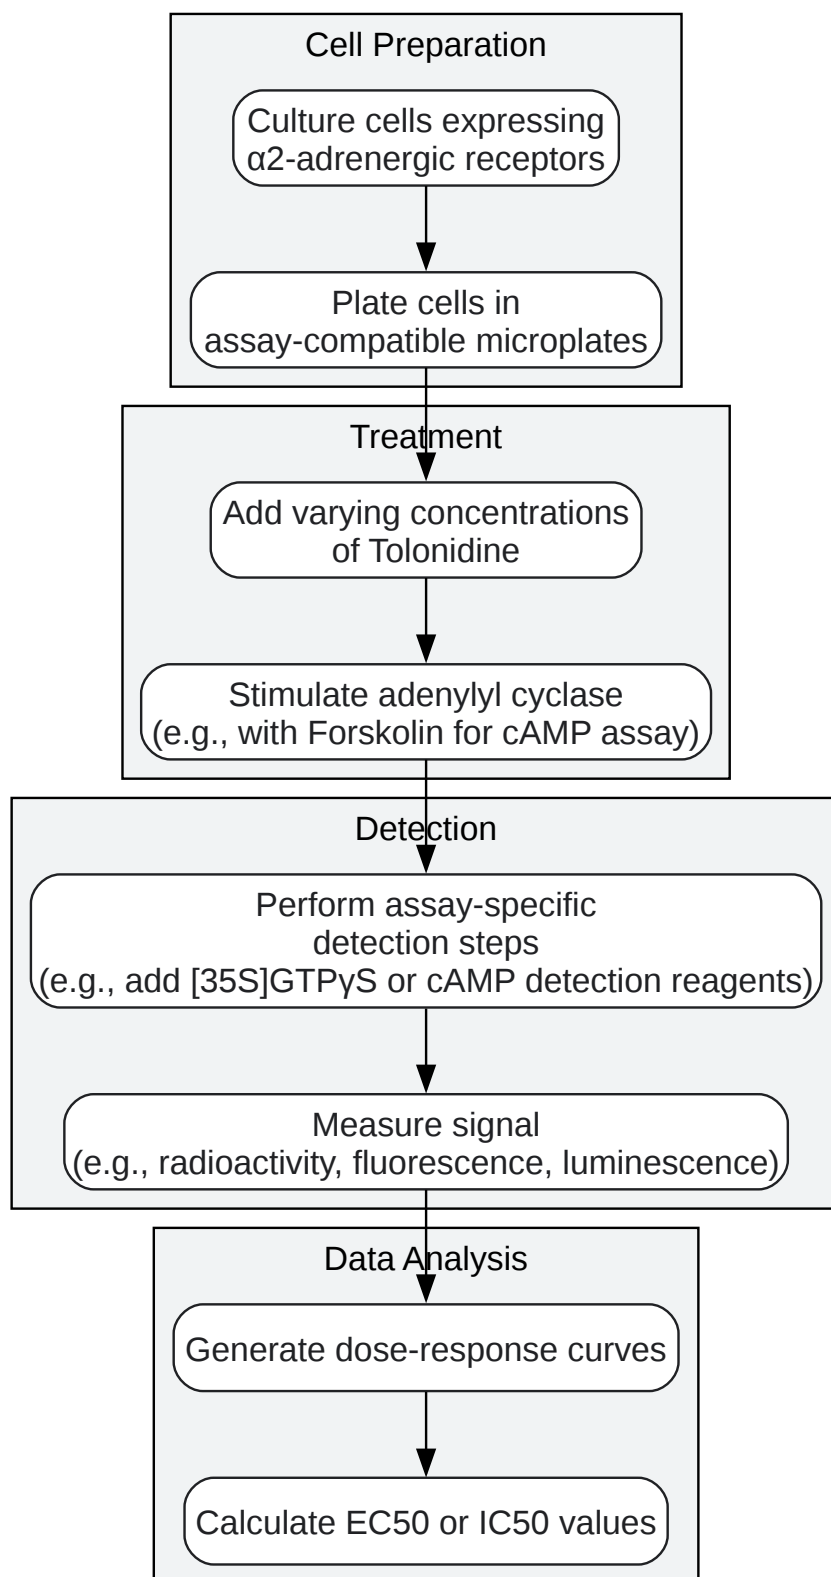 Cell Preparation
Culture cells expressing
α2-adrenergic receptors
Plate cells in
assay-compatible microplates
Treatment
Add varying concentrations
of Tolonidine
Stimulate adenylyl cyclase
(e.g., with Forskolin for cAMP assay)
Detection
Perform assay-specific
detection steps
(e.g., add [35S]GTPγS or cAMP detection reagents)
Measure signal
(e.g., radioactivity, fluorescence, luminescence)
Data Analysis
Generate dose-response curves
Calculate EC50 or IC50 values